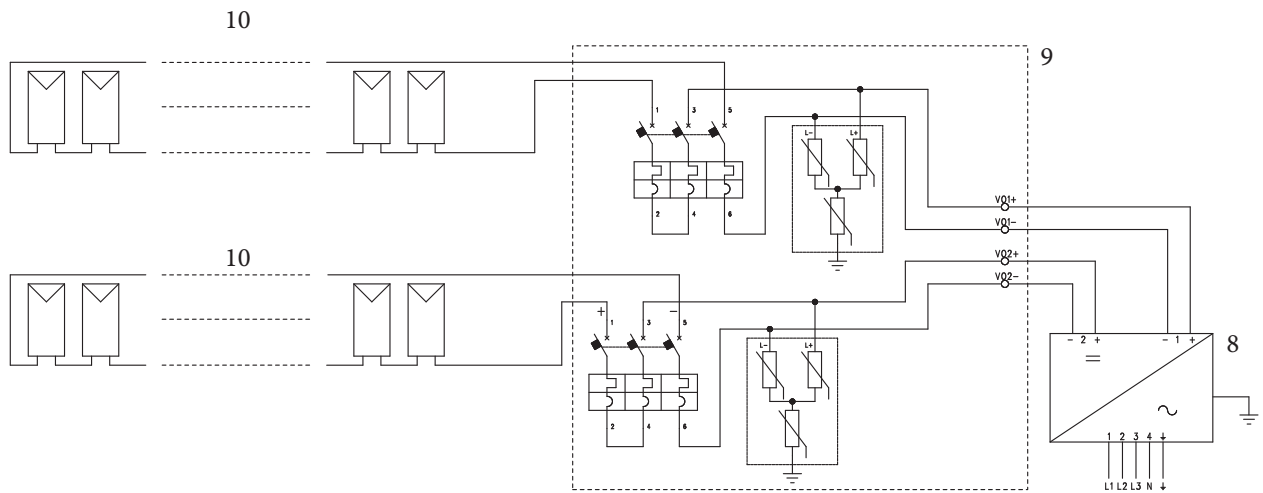 10
9
1 3 5
L- L+
2 4 6
VO1+
VO1-
10
VO2+
VO2-
+ 1 3 - 5
L- L+
- 2 + - 1 +
8
2 4 6
1 2 3 4
L1 L2 L3 N